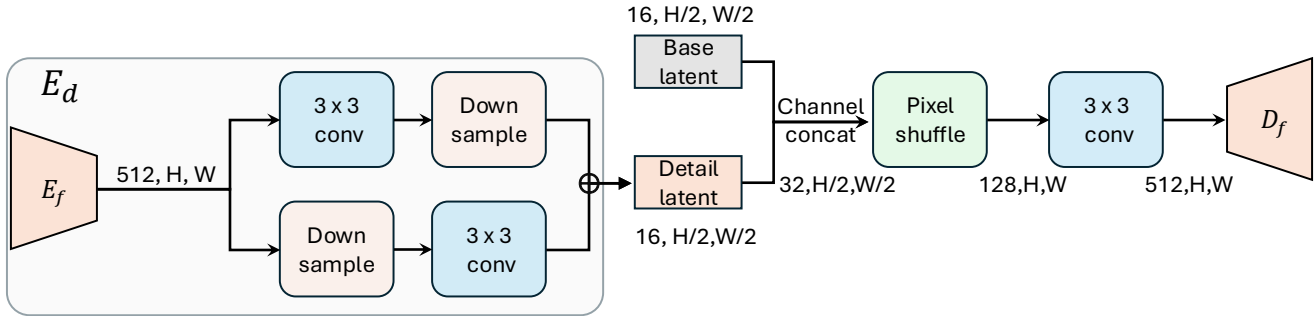 E_d
E_f
512, H, W
3 x 3
conv
Down
sample
Down
sample
3 x 3
conv
16, H/2, W/2
Base
latent
Detail
latent
16, H/2,W/2
Channel
concat
32,H/2,W/2
Pixel
shuffle
128,H,W
3 x 3
conv
512,H,W
D_f